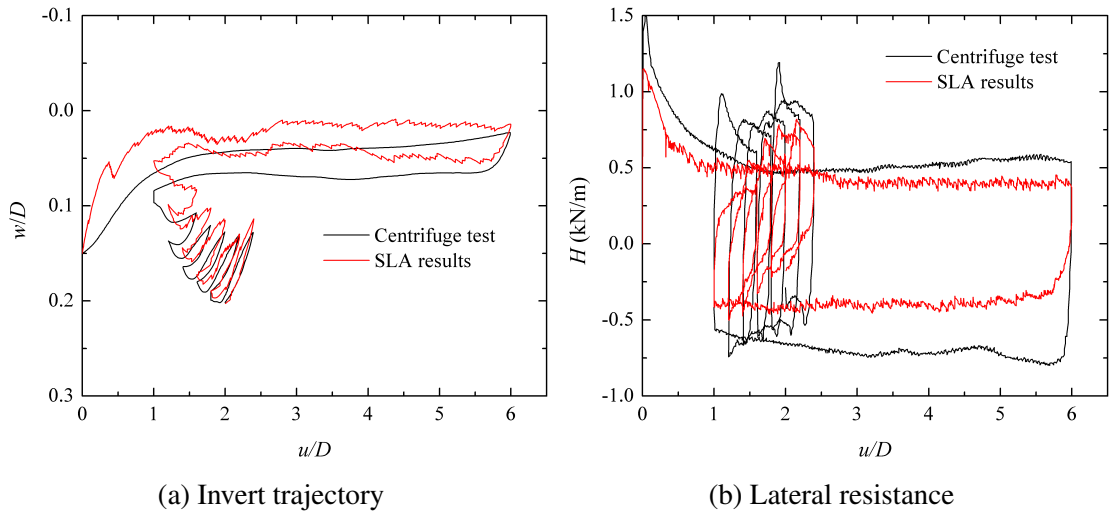 -0.1
0.0
0.1
0.2
0.3
w/D
0 1 2 3 4 5 6
u/D
Centrifuge test
SLA results
(a) Invert trajectory
1.5
1.0
0.5
0.0
-0.5
-1.0
H (kN/m)
0 1 2 3 4 5 6
u/D
Centrifuge test
SLA results
(b) Lateral resistance